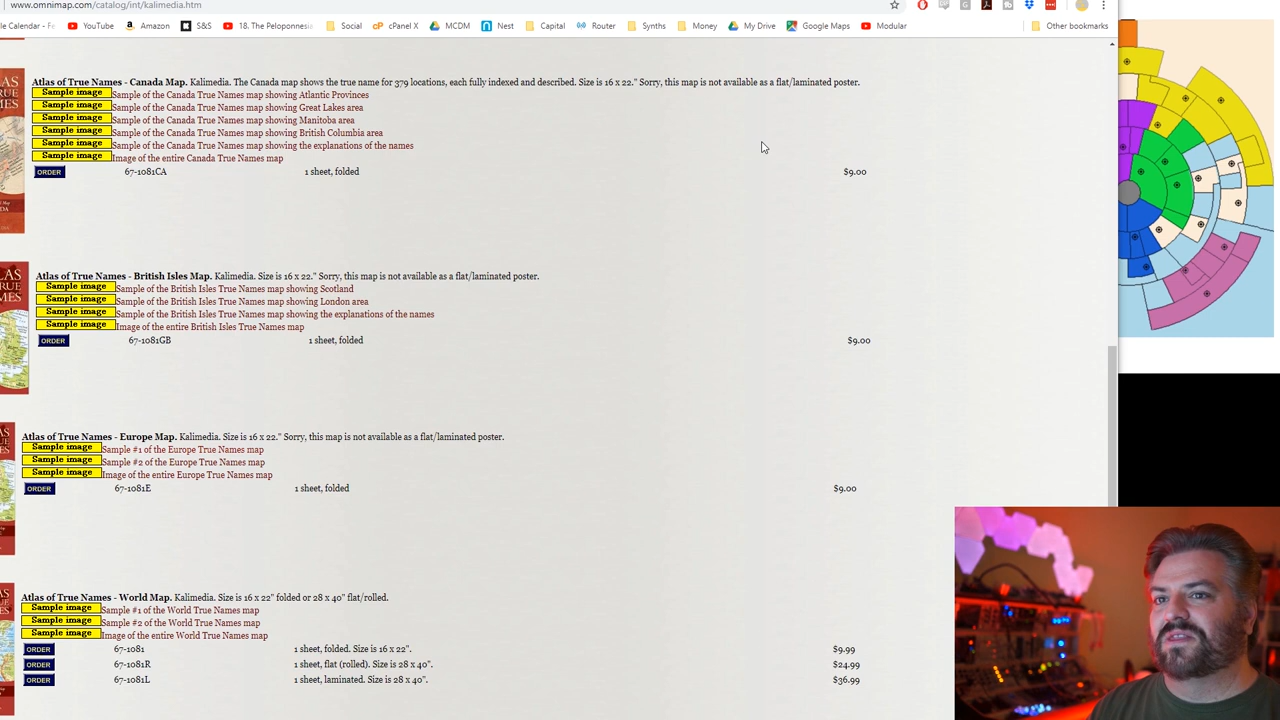 www.omnimap.com/catalog/int/kalimedia.htm
le Calendar - Fe YouTube Amazon S&S 18. The Peloponnesi Social cPanel X MCDM Nest Capital Router Synths Money My Drive Google Maps Modular Other bookmarks
Atlas of True Names - Canada Map. Kalimedia. The Canada map shows the true name for 379 locations, each fully indexed and described. Size is 16 x 22." Sorry, this map is not available as a flat/laminated poster.
Sample image Sample of the Canada True Names map showing Atlantic Provinces
Sample image Sample of the Canada True Names map showing Great Lakes area
Sample image Sample of the Canada True Names map showing Manitoba area
Sample image Sample of the Canada True Names map showing British Columbia area
Sample image Sample of the Canada True Names map showing the explanations of the names
Sample image Image of the entire Canada True Names map
ORDER 67-1081CA 1 sheet, folded $9.00
Atlas of True Names - British Isles Map. Kalimedia. Size is 16 x 22." Sorry, this map is not available as a flat/laminated poster.
Sample image Sample of the British Isles True Names map showing Scotland
Sample image Sample of the British Isles True Names map showing London area
Sample image Sample of the British Isles True Names map showing the explanations of the names
Sample image Image of the entire British Isles True Names map
ORDER 67-1081GB 1 sheet, folded $9.00
Atlas of True Names - Europe Map. Kalimedia. Size is 16 x 22." Sorry, this map is not available as a flat/laminated poster.
Sample image Sample #1 of the Europe True Names map
Sample image Sample #2 of the Europe True Names map
Sample image Image of the entire Europe True Names map
ORDER 67-1081E 1 sheet, folded $9.00
Atlas of True Names - World Map. Kalimedia. Size is 16 x 22" folded or 28 x 40" flat/rolled.
Sample image Sample #1 of the World True Names map
Sample image Sample #2 of the World True Names map
Sample image Image of the entire World True Names map
ORDER 67-1081 1 sheet, folded. Size is 16 x 22". $9.99
ORDER 67-1081R 1 sheet, flat (rolled). Size is 28 x 40". $24.99
ORDER 67-1081L 1 sheet, laminated. Size is 28 x 40". $36.99